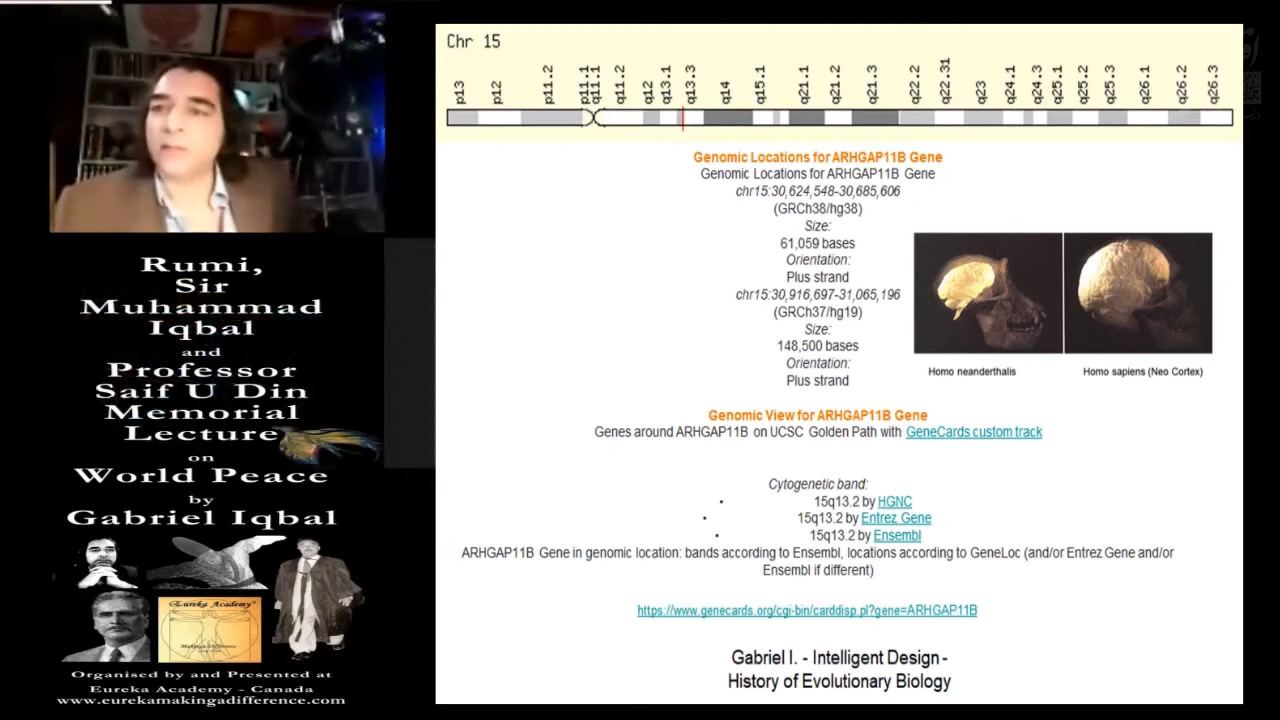 Rumi,
Sir
Muhammad
Iqbal
and
Professor
Saif U Din
Memorial
Lecture
on
World Peace
by
Gabriel Iqbal
Eureka Academy
Organised by and Presented at
Eureka Academy - Canada
www.eurekamakingadifference.com
Chr 15
p13 p12 p11.2 p11.1 q11.1 q11.2 q12 q13.1 q13.3 q14 q15.1 q21.1 q21.2 q21.3 q22.2 q22.31 q23 q24.1 q24.3 q25.1 q25.2 q25.3 q26.1 q26.2 q26.3
Genomic Locations for ARHGAP11B Gene
Genomic Locations for ARHGAP11B Gene
chr15:30,624,548-30,685,606
(GRCh38/hg38)
Size:
61,059 bases
Orientation:
Plus strand
chr15:30,916,697-31,065,196
(GRCh37/hg19)
Size:
148,500 bases
Orientation:
Plus strand
Homo neanderthalis
Homo sapiens (Neo Cortex)
Genomic View for ARHGAP11B Gene
Genes around ARHGAP11B on UCSC Golden Path with GeneCards custom track
Cytogenetic band:
• 15q13.2 by HGNC
• 15q13.2 by Entrez Gene
• 15q13.2 by Ensembl
ARHGAP11B Gene in genomic location: bands according to Ensembl, locations according to GeneLoc (and/or Entrez Gene and/or
Ensembl if different)
https://www.genecards.org/cgi-bin/carddisp.pl?gene=ARHGAP11B
Gabriel I. - Intelligent Design -
History of Evolutionary Biology